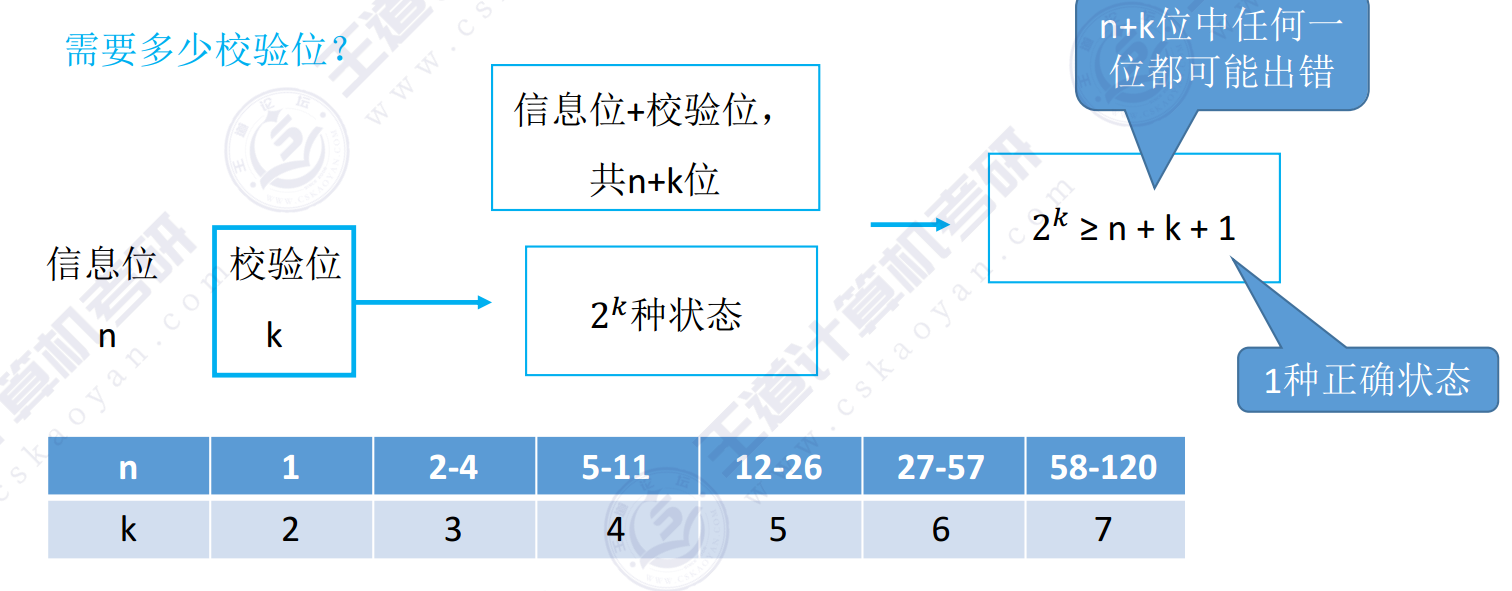 需要多少校验位？
n+k位中任何一
位都可能出错
信息位+校验位，
共n+k位
2^k ≥ n + k + 1
信息位
n
校验位
k
2^k种状态
1种正确状态
n 1 2-4 5-11 12-26 27-57 58-120
k 2 3 4 5 6 7
王道计算机考研
www.cskaoyan.com